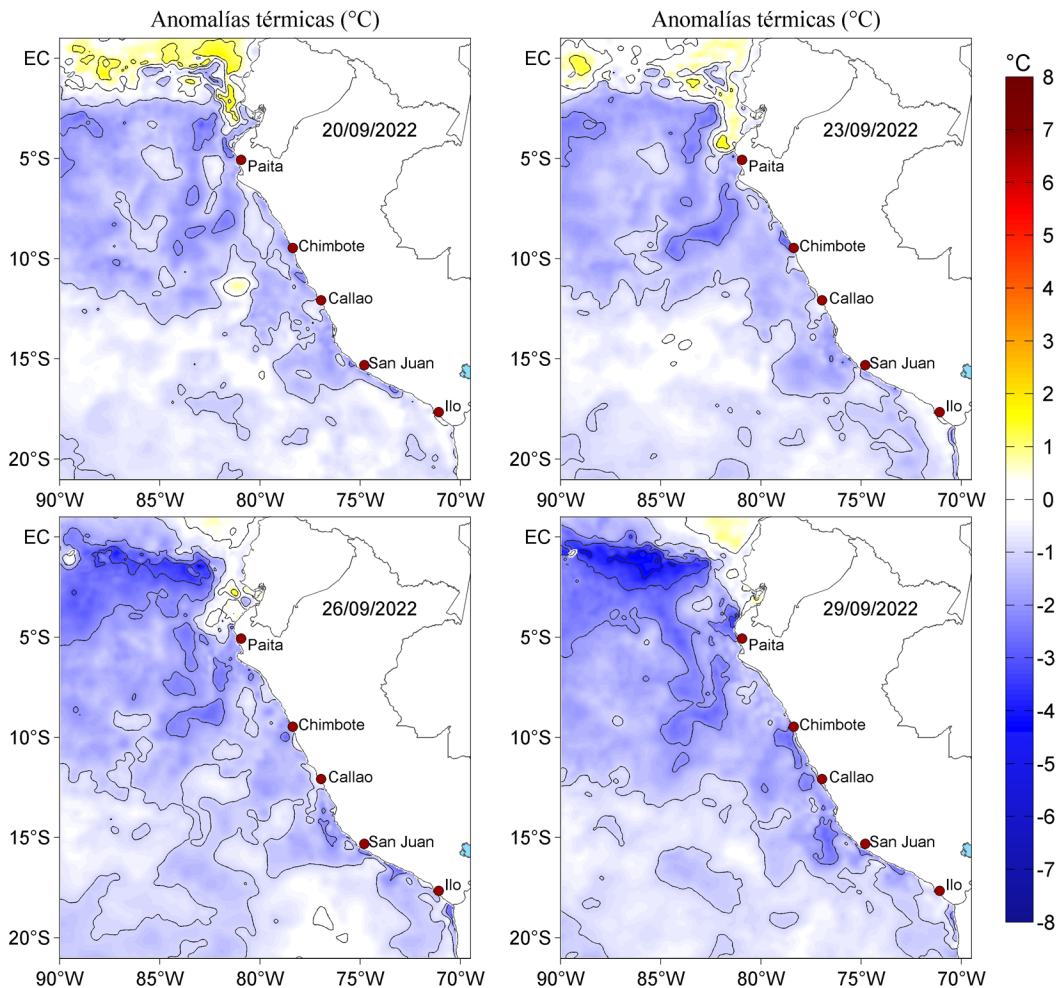 Anomalías térmicas (°C)
Anomalías térmicas (°C)
EC
5°S
10°S
15°S
20°S
90°W
85°W
80°W
75°W
70°W
20/09/2022
Paita
Chimbote
Callao
San Juan
Ilo
EC
5°S
10°S
15°S
20°S
90°W
85°W
80°W
75°W
70°W
23/09/2022
Paita
Chimbote
Callao
San Juan
Ilo
EC
5°S
10°S
15°S
20°S
90°W
85°W
80°W
75°W
70°W
26/09/2022
Paita
Chimbote
Callao
San Juan
Ilo
EC
5°S
10°S
15°S
20°S
90°W
85°W
80°W
75°W
70°W
29/09/2022
Paita
Chimbote
Callao
San Juan
Ilo
°C
8
7
6
5
4
3
2
1
0
-1
-2
-3
-4
-5
-6
-7
-8